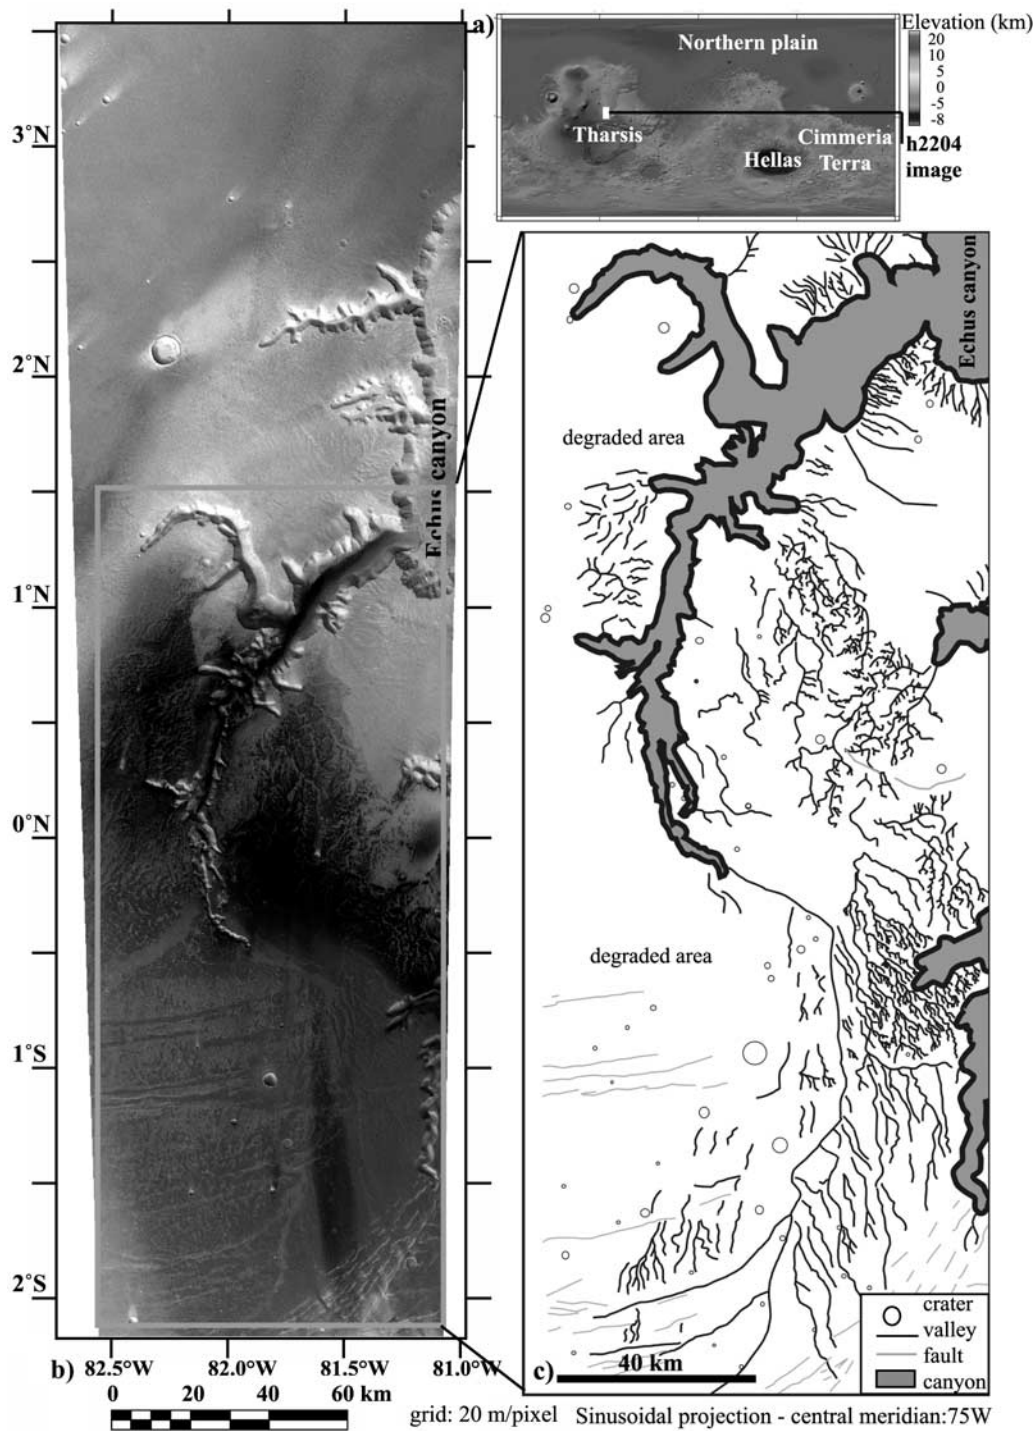 a)
Elevation (km)
20
10
5
0
-5
-8
Northern plain
Tharsis
Hellas
Cimmeria
Terra
h2204
image
3°N
2°N
1°N
0°N
1°S
2°S
Echus canyon
82.5°W 82.0°W 81.5°W 81.0°W
b)
0 20 40 60 km
Echus canyon
degraded area
degraded area
crater
valley
fault
canyon
40 km
c)
grid: 20 m/pixel Sinusoidal projection - central meridian:75W